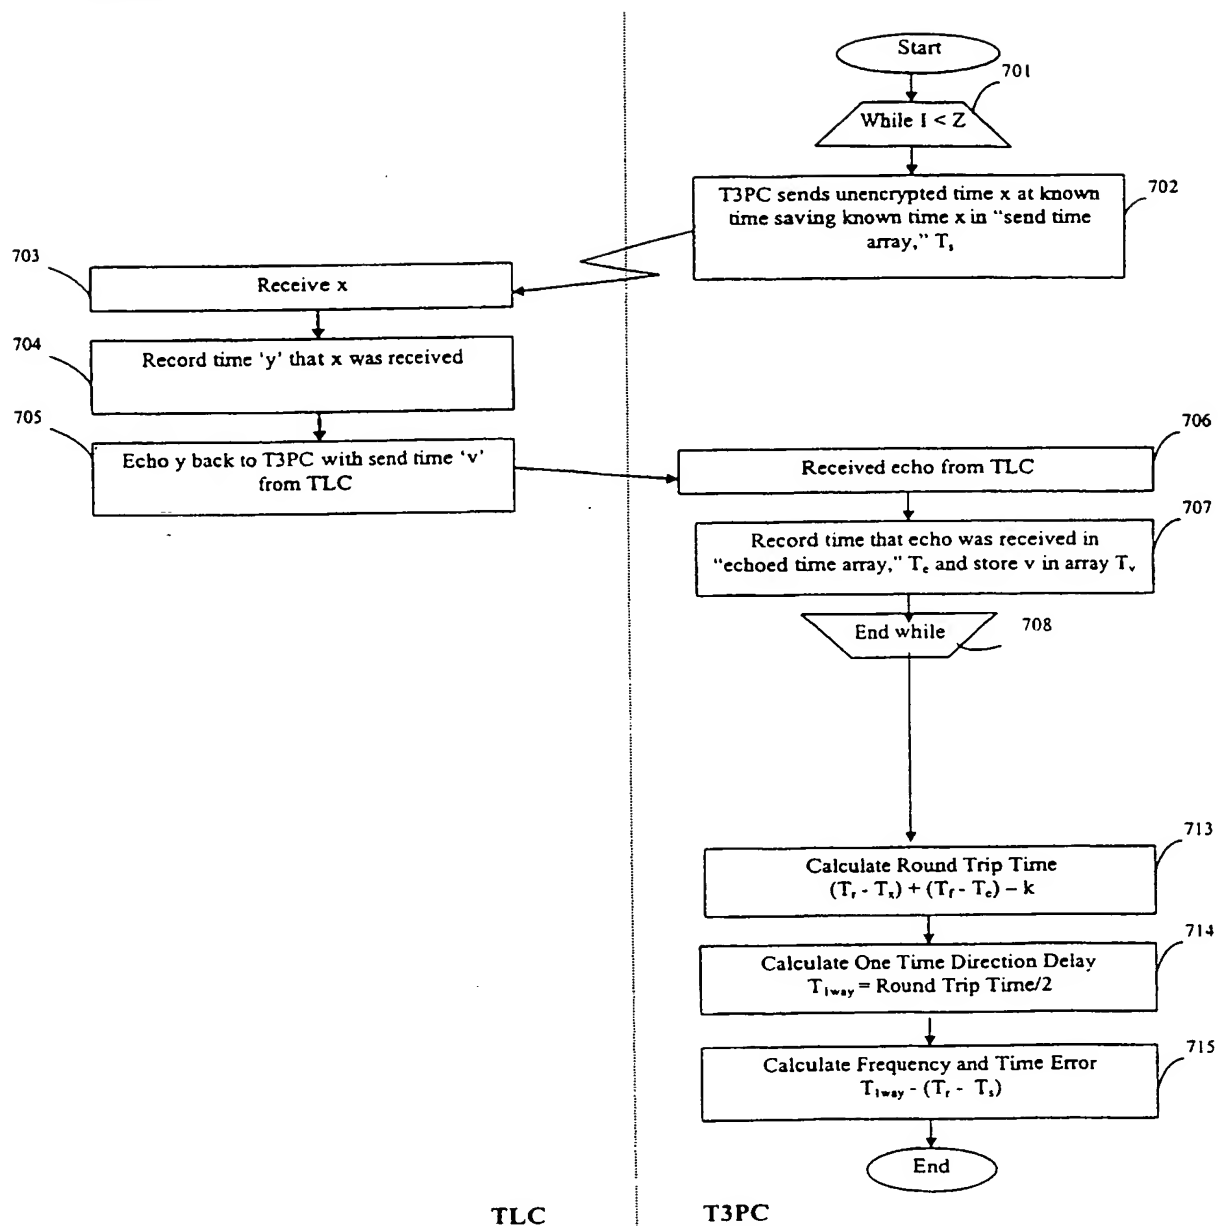 Start
701
While I < Z
702
T3PC sends unencrypted time x at known
time saving known time x in “send time
array,” Tₛ
703
Receive x
704
Record time ‘y’ that x was received
705
Echo y back to T3PC with send time ‘v’
from TLC
706
Received echo from TLC
707
Record time that echo was received in
“echoed time array,” Tₑ and store v in array Tᵥ
End while
708
713
Calculate Round Trip Time
(Tᵣ - Tₓ) + (T_f - Tₑ) – k
714
Calculate One Time Direction Delay
T₁way = Round Trip Time/2
715
Calculate Frequency and Time Error
T₁way - (Tᵣ - Tₛ)
End
TLC
T3PC